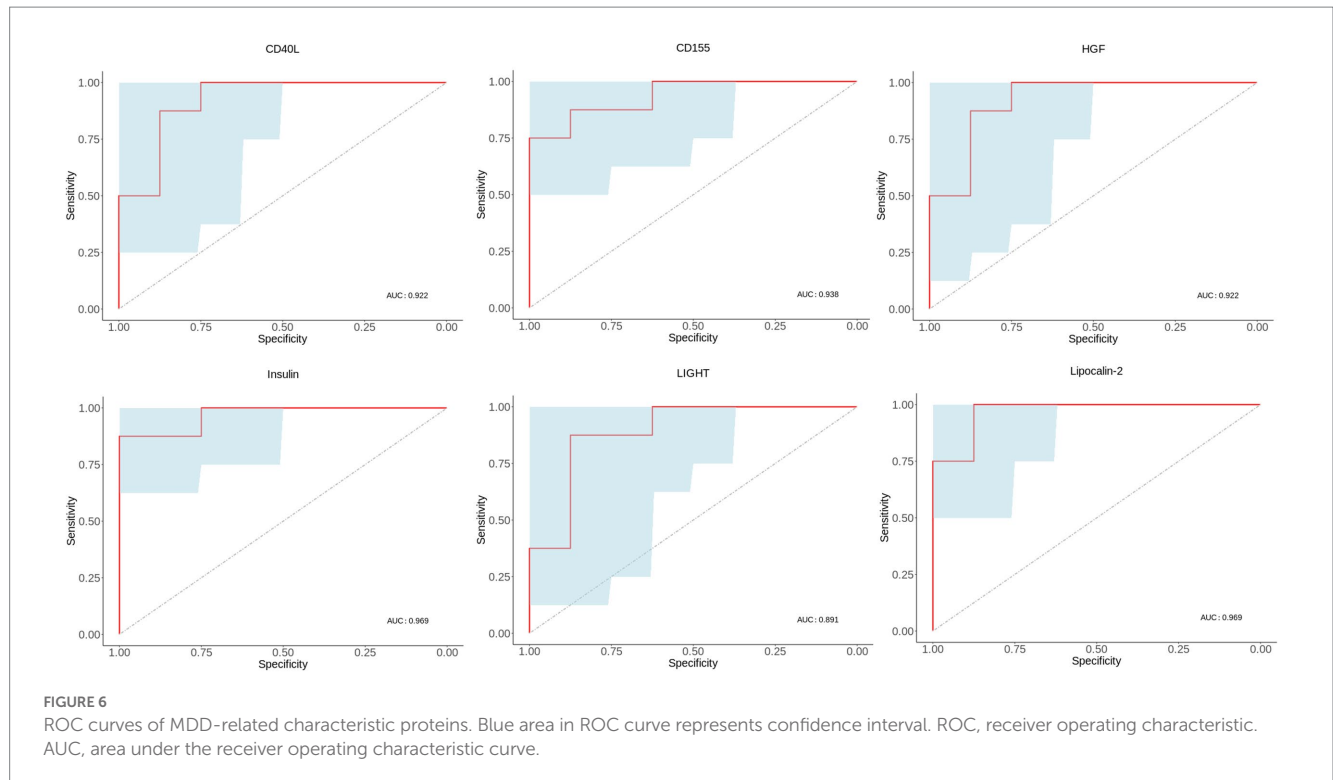 CD40L
CD155
HGF
1.00
0.75
0.50
0.25
0.00
Sensitivity
AUC: 0.922
1.00
0.75
0.50
0.25
0.00
Specificity
1.00
0.75
0.50
0.25
0.00
Sensitivity
AUC: 0.938
1.00
0.75
0.50
0.25
0.00
Specificity
1.00
0.75
0.50
0.25
0.00
Sensitivity
AUC: 0.922
1.00
0.75
0.50
0.25
0.00
Specificity
Insulin
LIGHT
Lipocalin-2
1.00
0.75
0.50
0.25
0.00
Sensitivity
AUC: 0.969
1.00
0.75
0.50
0.25
0.00
Specificity
1.00
0.75
0.50
0.25
0.00
Sensitivity
AUC: 0.891
1.00
0.75
0.50
0.25
0.00
Specificity
1.00
0.75
0.50
0.25
0.00
Sensitivity
AUC: 0.969
1.00
0.75
0.50
0.25
0.00
Specificity
FIGURE 6
ROC curves of MDD-related characteristic proteins. Blue area in ROC curve represents confidence interval. ROC, receiver operating characteristic.
AUC, area under the receiver operating characteristic curve.